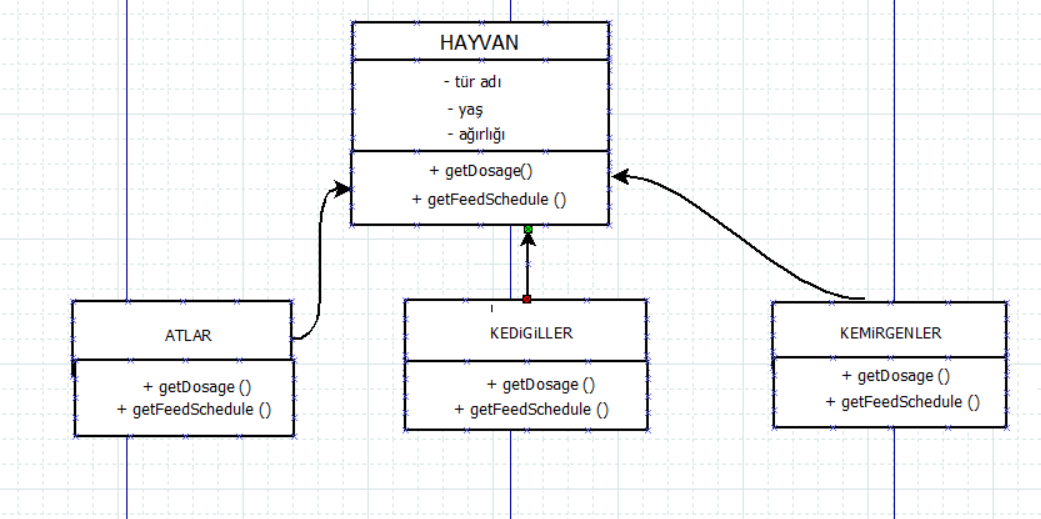 HAYVAN
- tür adı
- yaş
- ağırlığı
+ getDosage()
+ getFeedSchedule ()
ATLAR
+ getDosage ()
+ getFeedSchedule ()
KEDiGiLLER
+ getDosage ()
+ getFeedSchedule ()
KEMiRGENLER
+ getDosage ()
+ getFeedSchedule ()